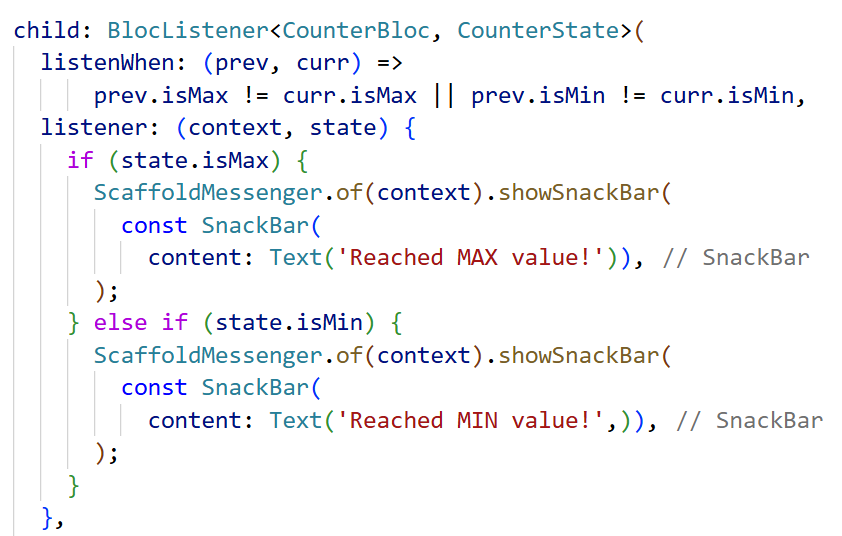 child: BlocListener<CounterBloc, CounterState>(
listenWhen: (prev, curr) =>
prev.isMax != curr.isMax || prev.isMin != curr.isMin,
listener: (context, state) {
if (state.isMax) {
ScaffoldMessenger.of(context).showSnackBar(
const SnackBar(
content: Text('Reached MAX value!')), // SnackBar
);
} else if (state.isMin) {
ScaffoldMessenger.of(context).showSnackBar(
const SnackBar(
content: Text('Reached MIN value!',)), // SnackBar
);
}
},